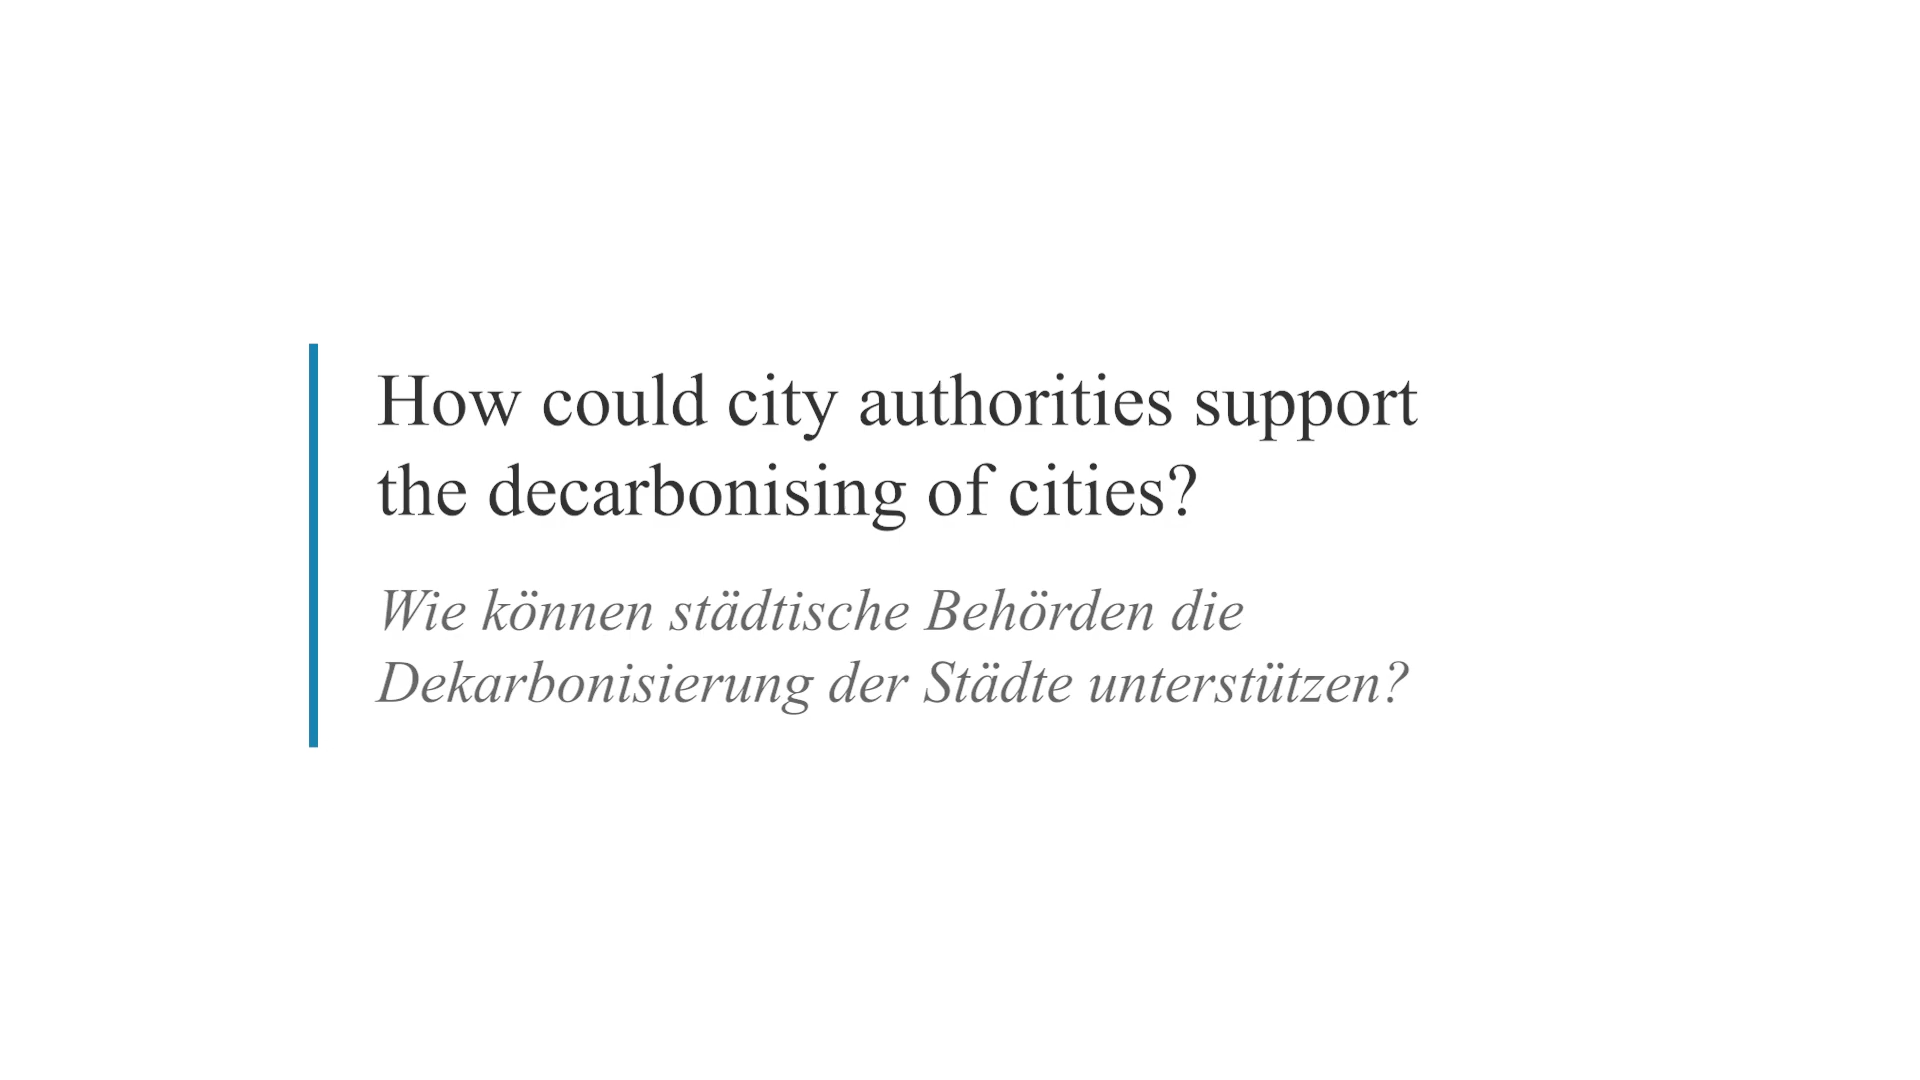 How could city authorities support
the decarbonising of cities?
Wie können städtische Behörden die
Dekarbonisierung der Städte unterstützen?